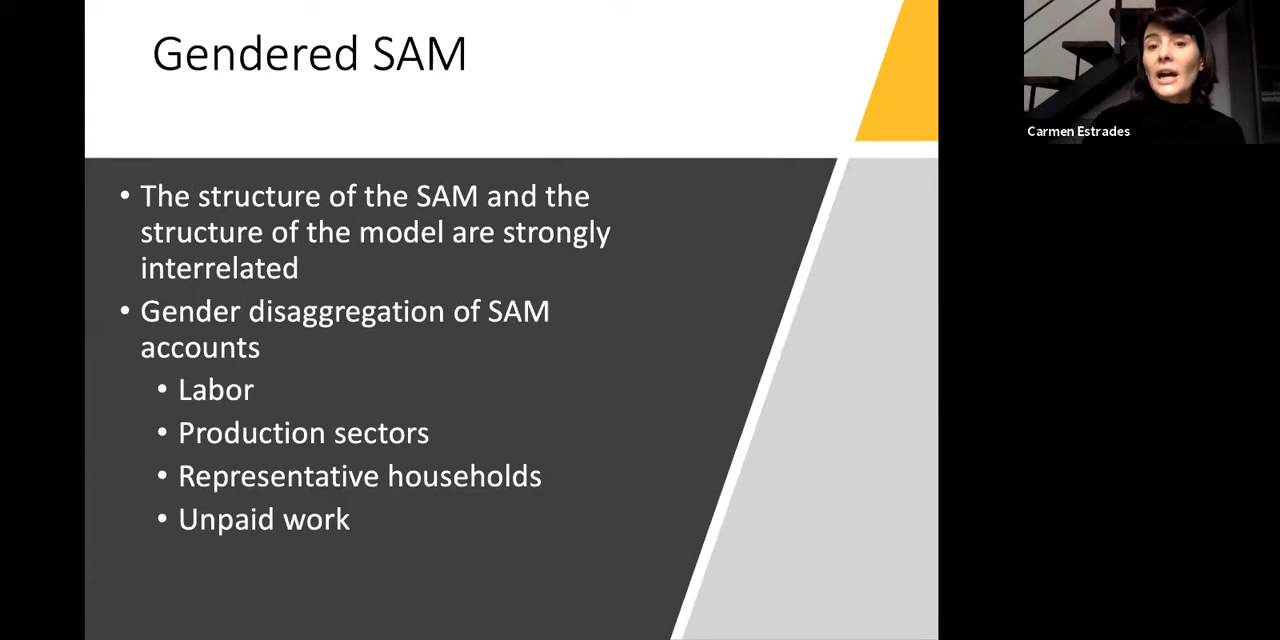 Gendered SAM
Carmen Estrades
• The structure of the SAM and the
structure of the model are strongly
interrelated
• Gender disaggregation of SAM
accounts
• Labor
• Production sectors
• Representative households
• Unpaid work